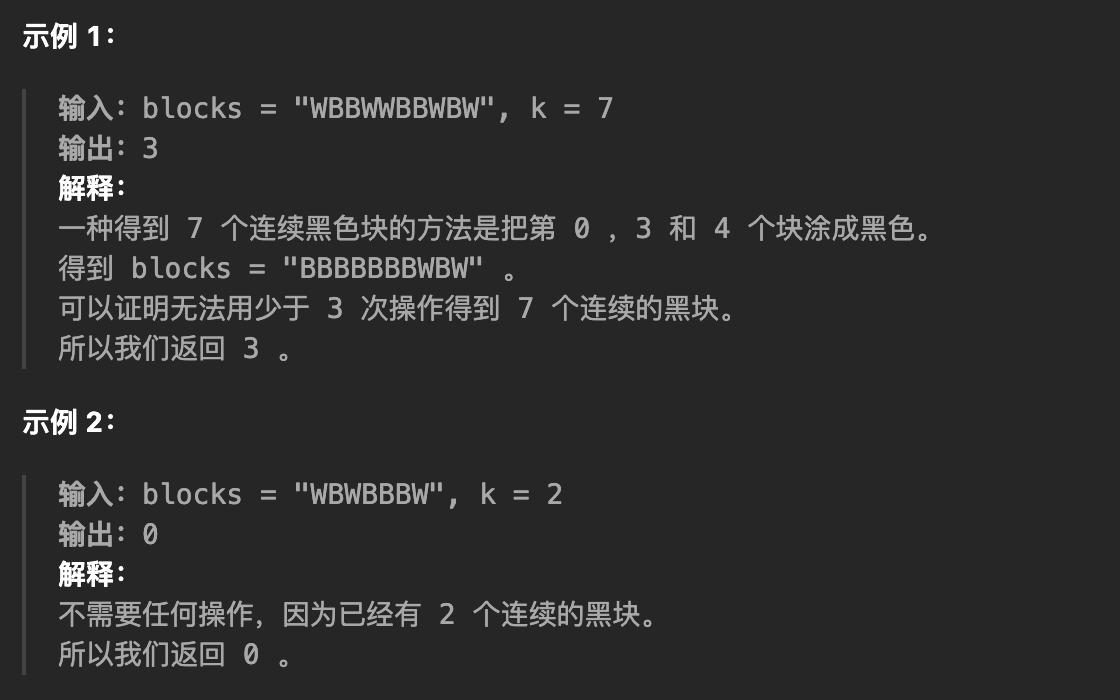 示例 1：
输入：blocks = "WBBWWBBWBW", k = 7
输出：3
解释：
一种得到 7 个连续黑色块的方法是把第 0 ，3 和 4 个块涂成黑色。
得到 blocks = "BBBBBBBWBW" 。
可以证明无法用少于 3 次操作得到 7 个连续的黑块。
所以我们返回 3 。
示例 2：
输入：blocks = "WBWBBBW", k = 2
输出：0
解释：
不需要任何操作，因为已经有 2 个连续的黑块。
所以我们返回 0 。